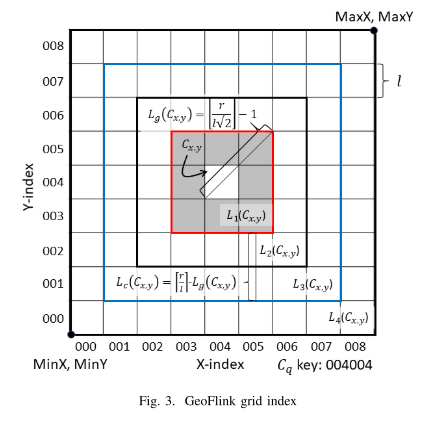 MaxX, MaxY
008
007
l
006
L_g(C_{x,y}) = ⌊r / l√2⌋ − 1
005
C_{x,y}
004
003
L_1(C_{x,y})
002
L_2(C_{x,y})
001
L_c(C_{x,y}) = ⌈r/l⌉-L_g(C_{x,y})
L_3(C_{x,y})
000
L_4(C_{x,y})
Y-index
000 001 002 003 004 005 006 007 008
MinX, MinY
X-index
C_q key: 004004
Fig. 3. GeoFlink grid index